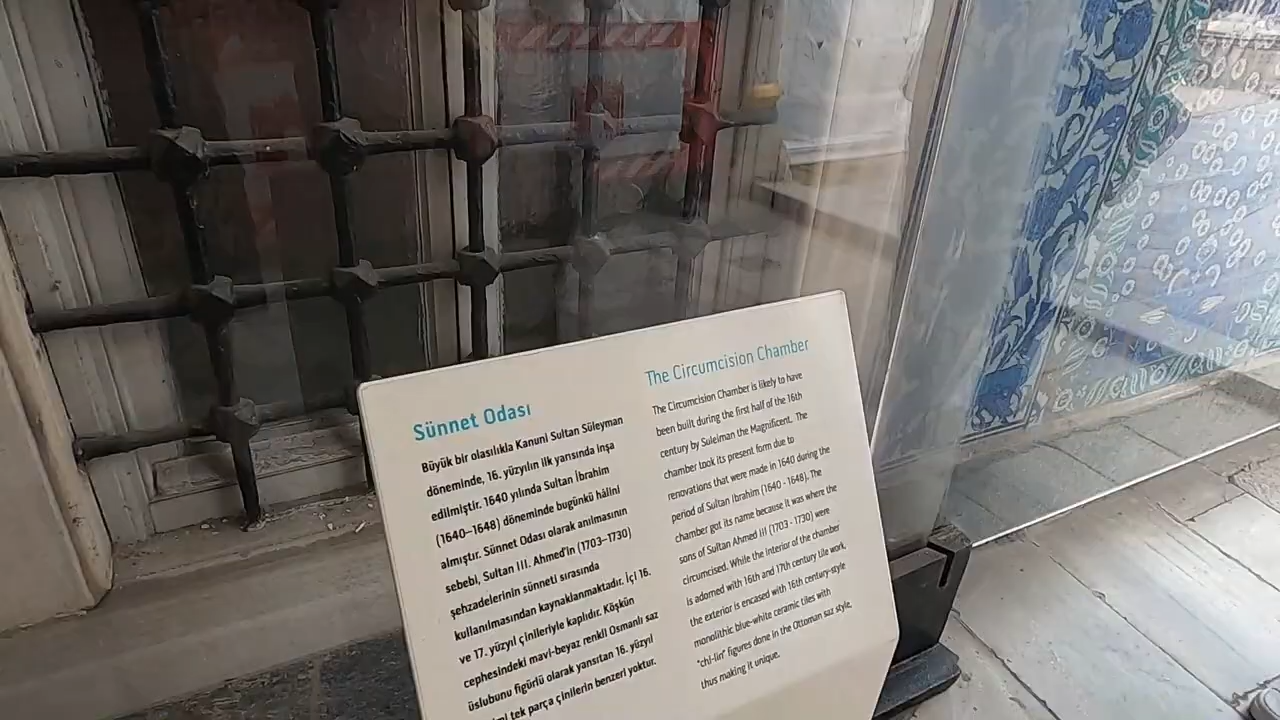 Sünnet Odası
Büyük bir olasılıkla Kanunî Sultan Süleyman
döneminde, 16. yüzyılın ilk yarısında inşa
edilmiştir. 1640 yılında Sultan İbrahim
(1640–1648) döneminde bugünkü hâlini
almıştır. Sünnet Odası olarak anılmasının
sebebi, Sultan III. Ahmed'in (1703–1730)
şehzadelerinin sünneti sırasında
kullanılmasından kaynaklanmaktadır. İçi 16.
ve 17. yüzyıl çinileriyle kaplıdır. Köşkün
cephesindeki mavi-beyaz renkli Osmanlı saz
üslubunu figürlü olarak yansıtan 16. yüzyıl
tek parça çinilerin benzeri yoktur.
The Circumcision Chamber
The Circumcision Chamber is likely to have
been built during the first half of the 16th
century by Suleiman the Magnificent. The
chamber took its present form due to
renovations that were made in 1640 during the
period of Sultan Ibrahim (1640 - 1648). The
chamber got its name because it was where the
sons of Sultan Ahmed III (1703 - 1730) were
circumcised. While the interior of the chamber
is adorned with 16th and 17th century tile work,
the exterior is encased with 16th century-style
monolithic blue-white ceramic tiles with
"chi-lin" figures done in the Ottoman saz style,
thus making it unique.